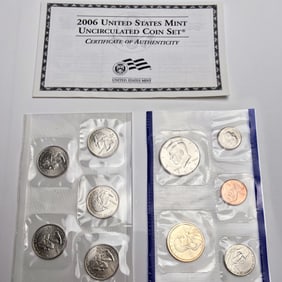 2006 United States Mint
Uncirculated Coin Set®
Certificate of Authenticity
UNITED STATES MINT